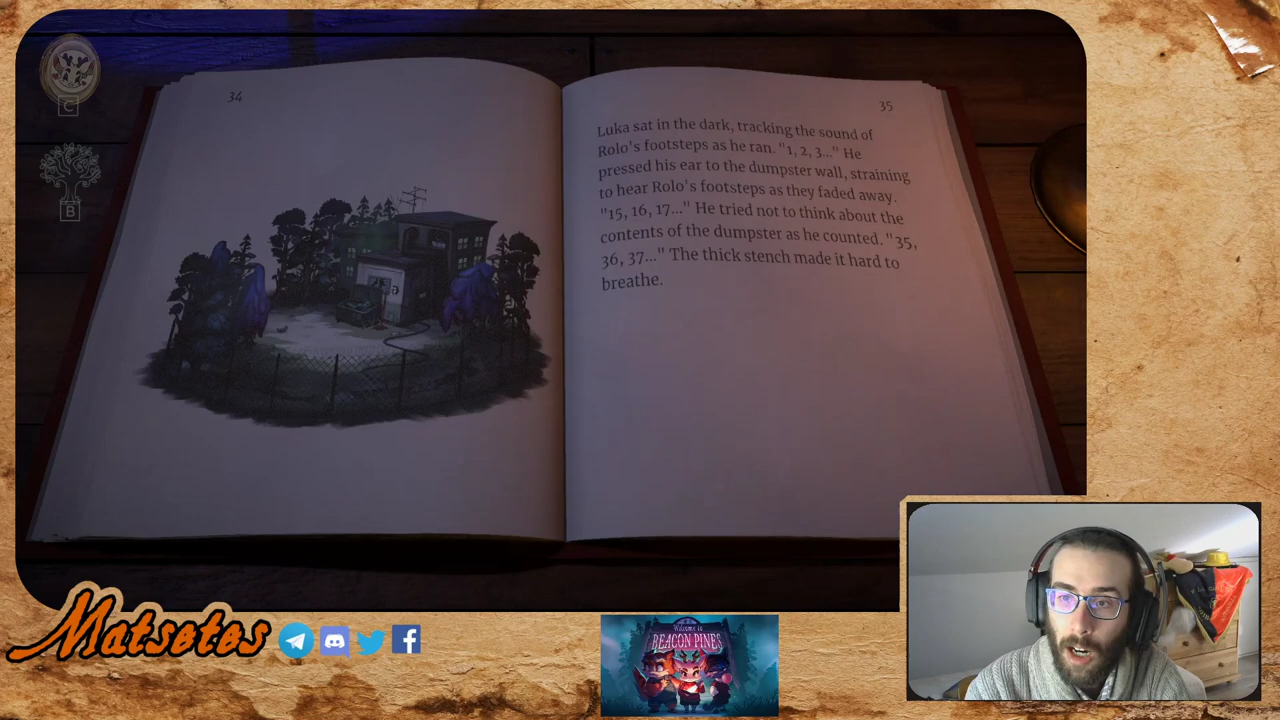 34
35
Luka sat in the dark, tracking the sound of
Rolo's footsteps as he ran. "1, 2, 3..." He
pressed his ear to the dumpster wall, straining
to hear Rolo's footsteps as they faded away.
"15, 16, 17..." He tried not to think about the
contents of the dumpster as he counted. "35,
36, 37..." The thick stench made it hard to
breathe.
C
B
Matsetes
Welcome to
BEACON PINES